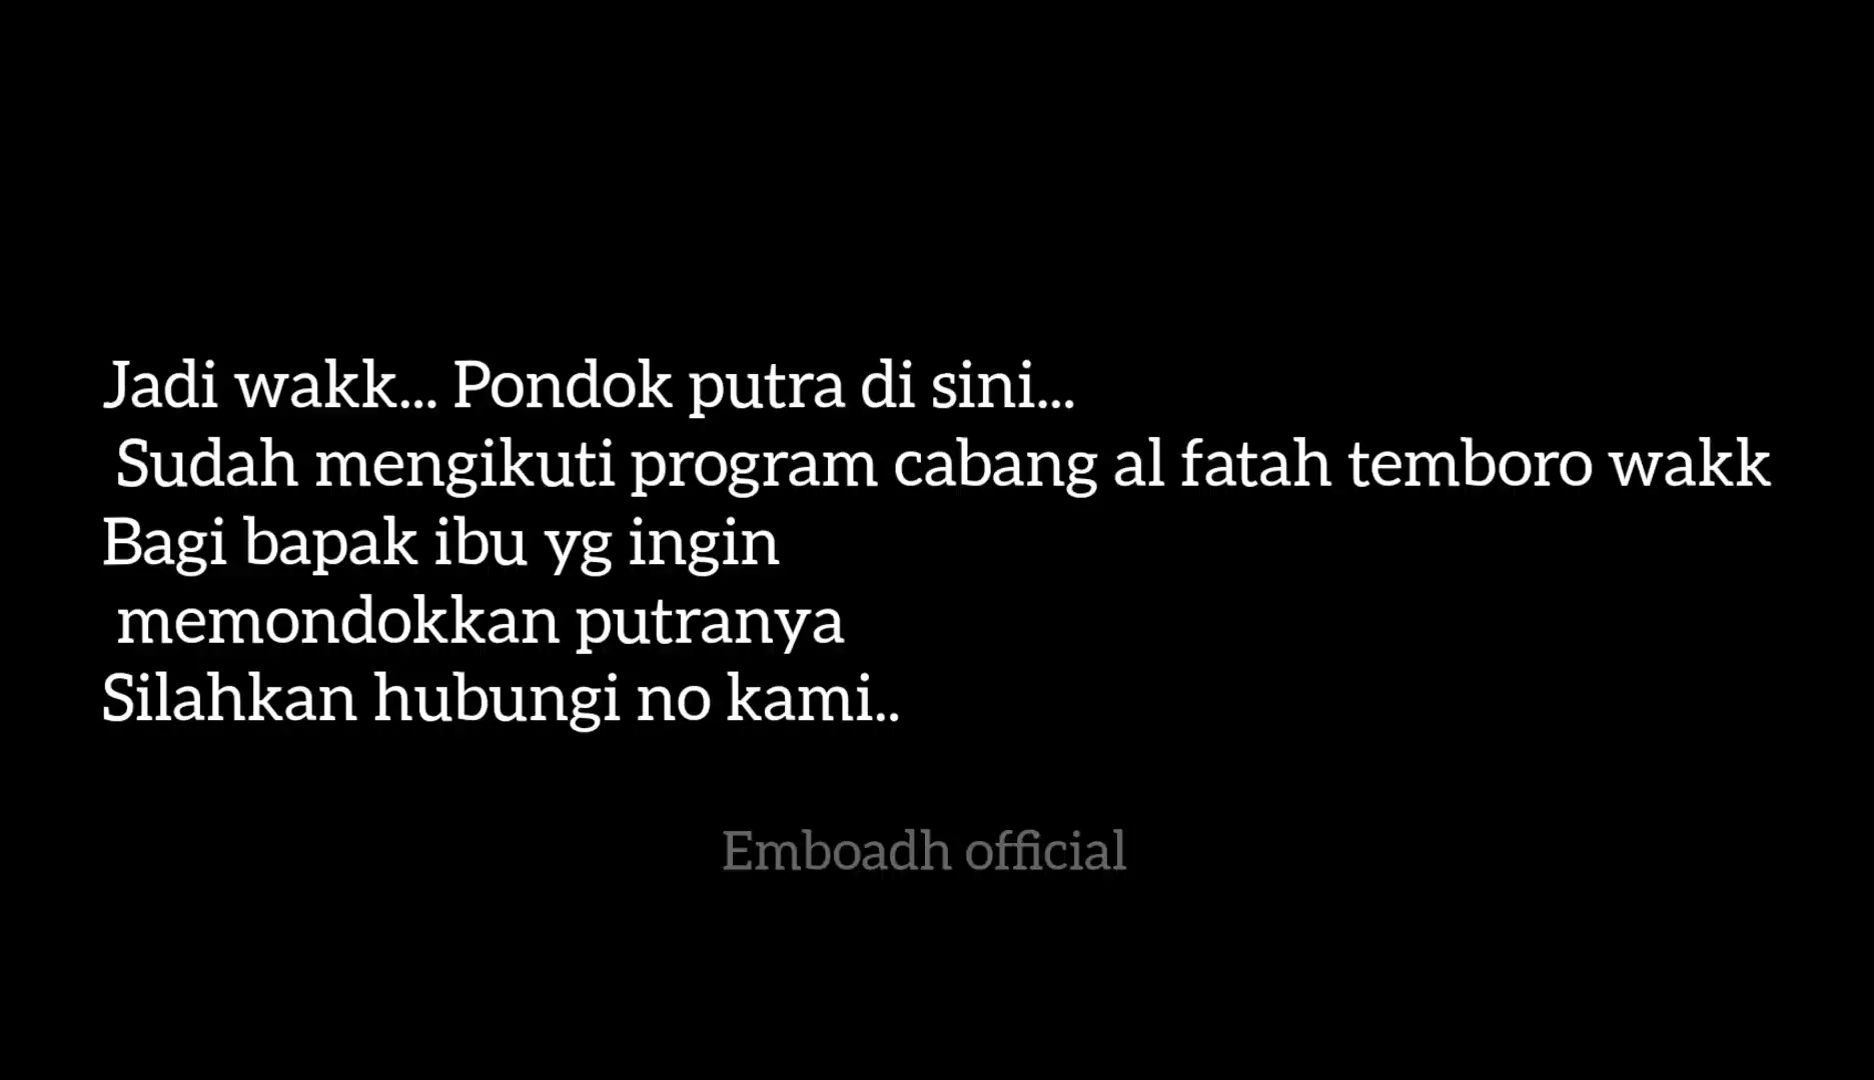 Jadi wakk... Pondok putra di sini...
Sudah mengikuti program cabang al fatah temboro wakk
Bagi bapak ibu yg ingin
memondokkan putranya
Silahkan hubungi no kami..
Emboadh official